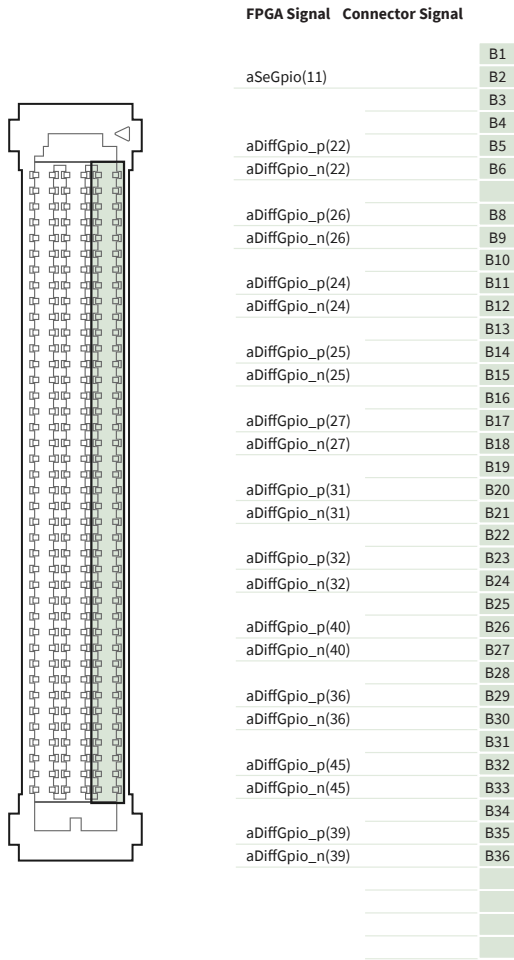 FPGA Signal Connector Signal
B1
aSeGpio(11) B2
B3
B4
aDiffGpio_p(22) B5
aDiffGpio_n(22) B6
aDiffGpio_p(26) B8
aDiffGpio_n(26) B9
B10
aDiffGpio_p(24) B11
aDiffGpio_n(24) B12
B13
aDiffGpio_p(25) B14
aDiffGpio_n(25) B15
B16
aDiffGpio_p(27) B17
aDiffGpio_n(27) B18
B19
aDiffGpio_p(31) B20
aDiffGpio_n(31) B21
B22
aDiffGpio_p(32) B23
aDiffGpio_n(32) B24
B25
aDiffGpio_p(40) B26
aDiffGpio_n(40) B27
B28
aDiffGpio_p(36) B29
aDiffGpio_n(36) B30
B31
aDiffGpio_p(45) B32
aDiffGpio_n(45) B33
B34
aDiffGpio_p(39) B35
aDiffGpio_n(39) B36